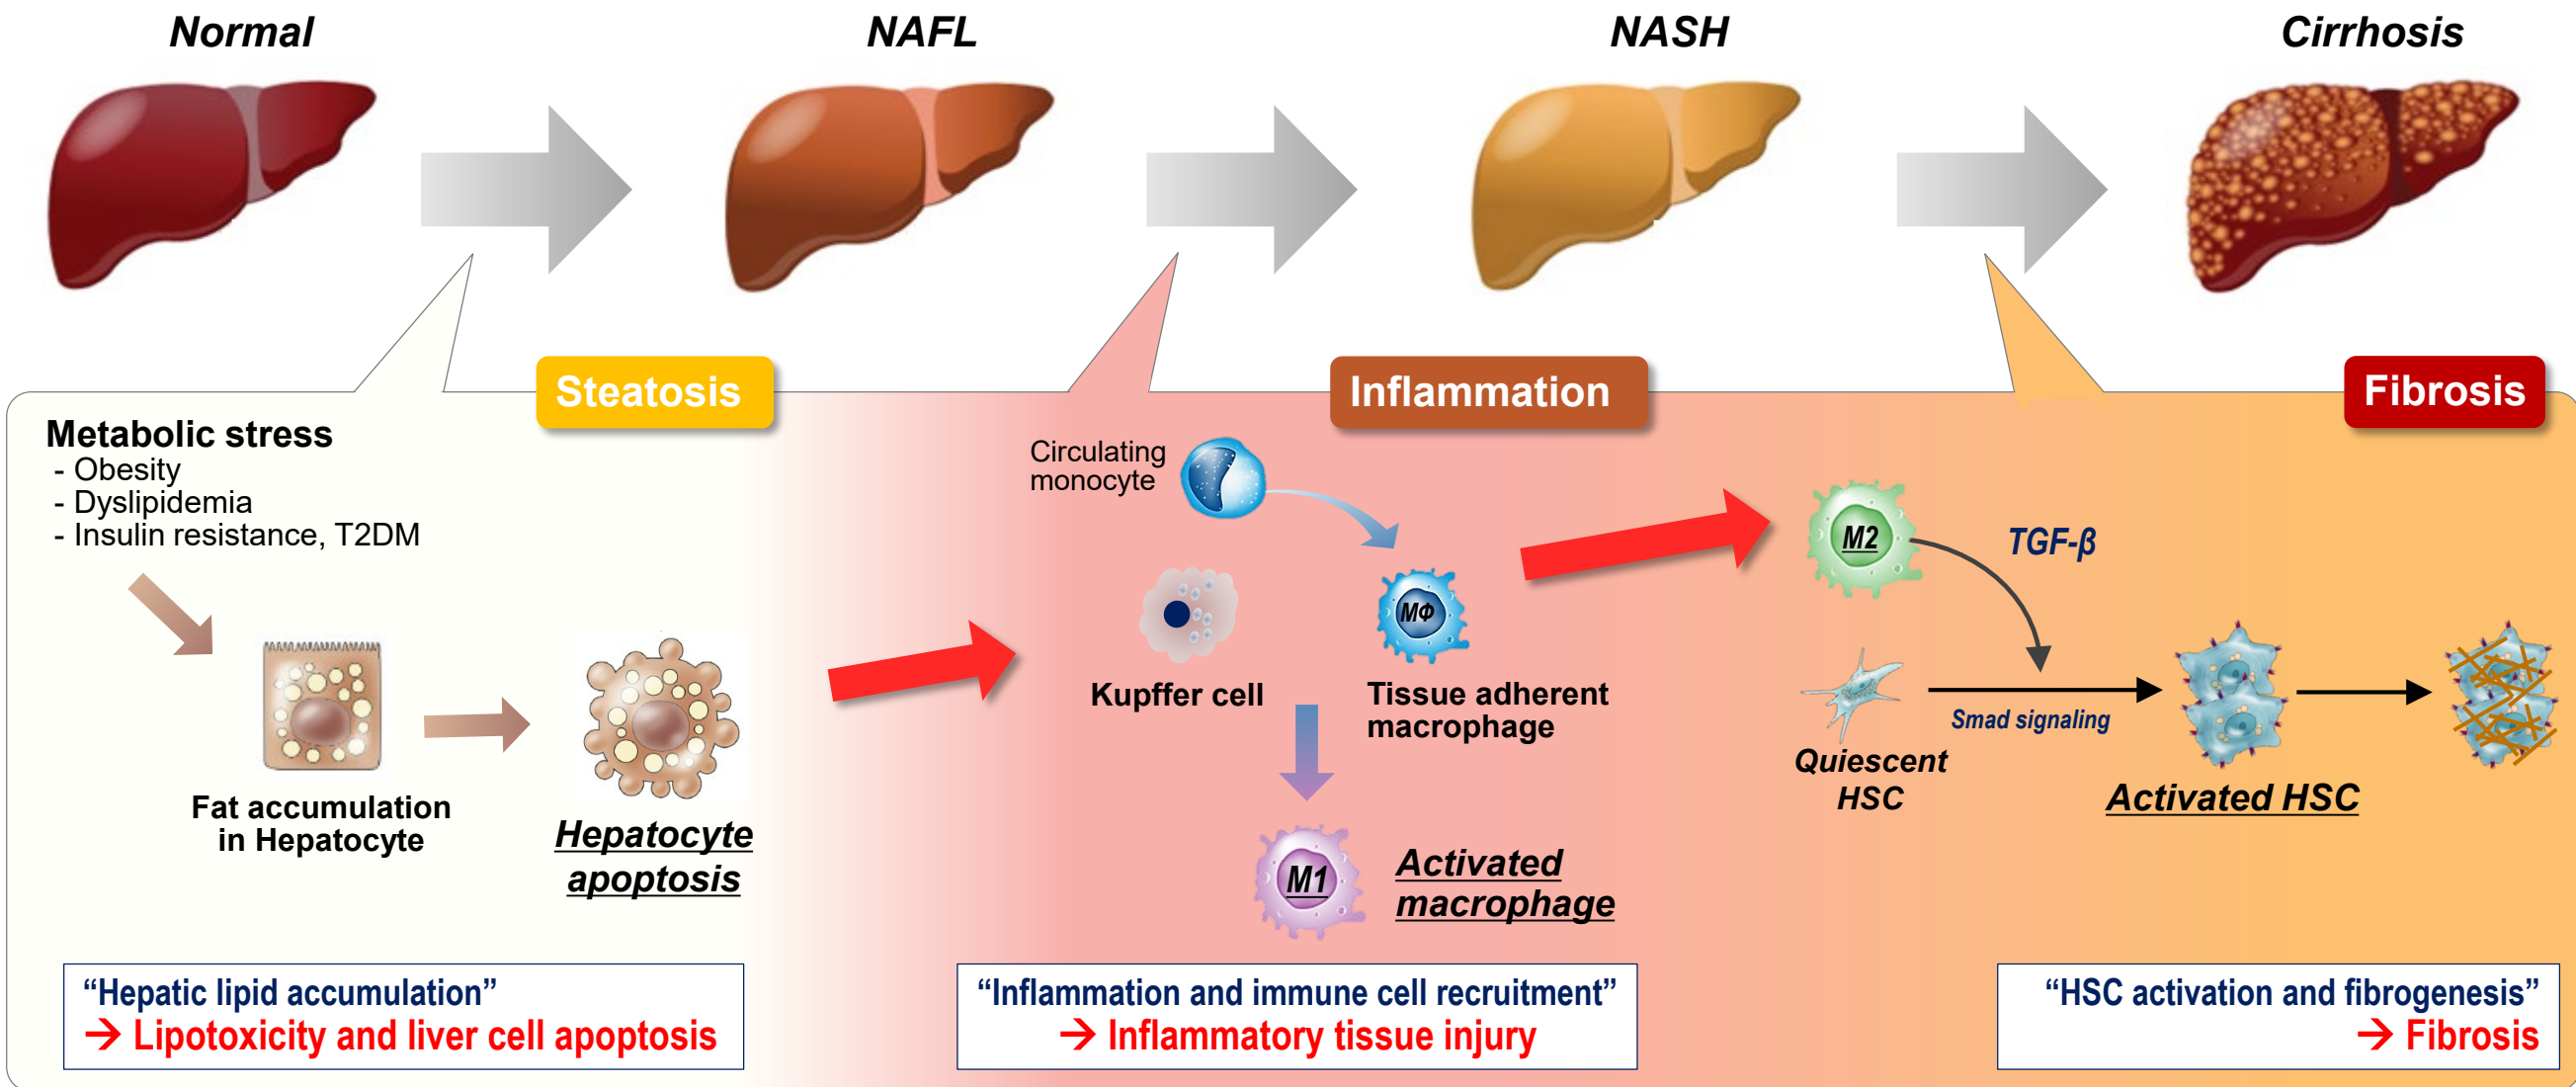 Normal
NAFL
NASH
Cirrhosis
Steatosis
Inflammation
Fibrosis
Metabolic stress
- Obesity
- Dyslipidemia
- Insulin resistance, T2DM
Fat accumulation
in Hepatocyte
Hepatocyte
apoptosis
Circulating
monocyte
Kupffer cell
MΦ
Tissue adherent
macrophage
M1
Activated
macrophage
M2
TGF-β
Smad signaling
Quiescent
HSC
Activated HSC
“Hepatic lipid accumulation”
→ Lipotoxicity and liver cell apoptosis
“Inflammation and immune cell recruitment”
→ Inflammatory tissue injury
“HSC activation and fibrogenesis”
→ Fibrosis